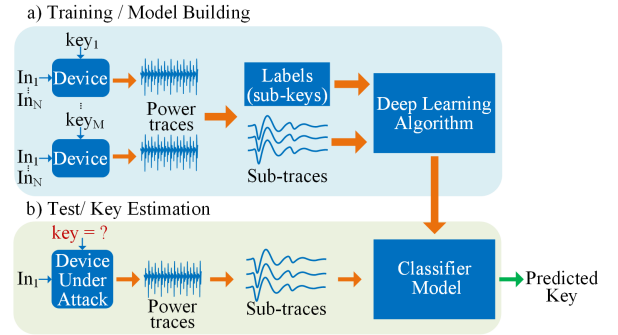 a) Training / Model Building
key1
In1
Device
InN
keyM
In1
Device
InN
Power
traces
Labels
(sub-keys)
Sub-traces
Deep Learning
Algorithm
b) Test/ Key Estimation
key = ?
In1
Device
Under
Attack
Power
traces
Sub-traces
Classifier
Model
Predicted
Key